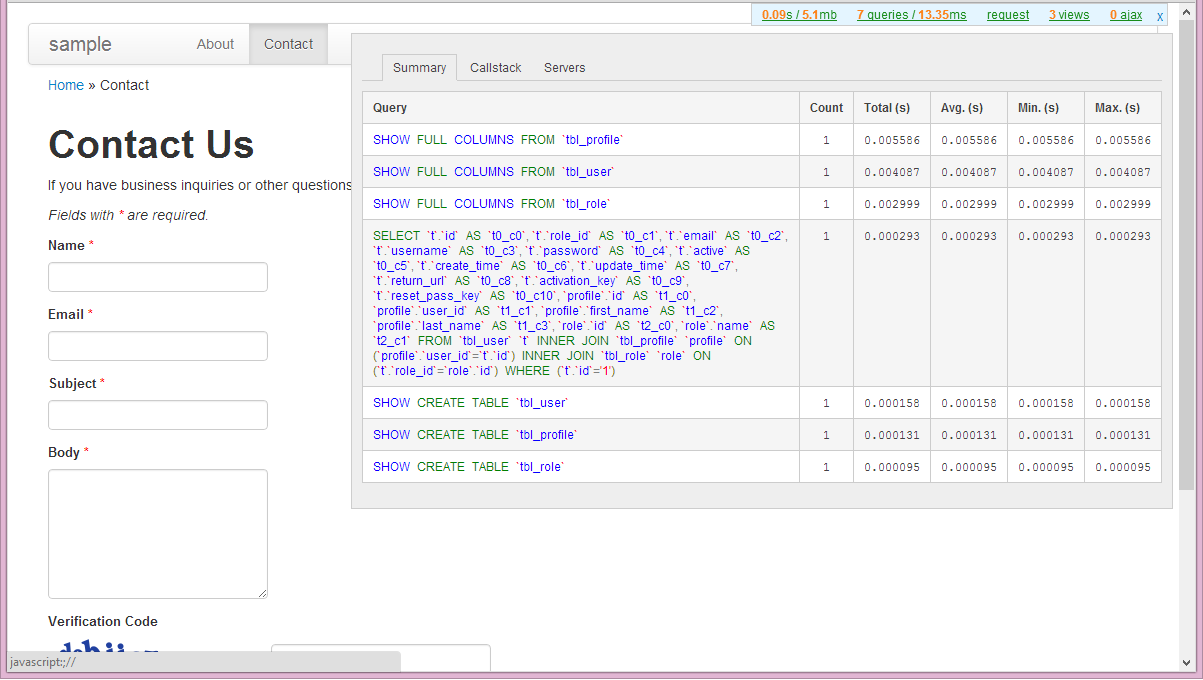 0.09s / 5.1mb 7 queries / 13.35ms request 3 views 0 ajax x
sample About Contact
Home » Contact
Contact Us
If you have business inquiries or other questions
Fields with * are required.
Name *
Email *
Subject *
Body *
Verification Code
javascript:;//
Summary Callstack Servers
Query Count Total (s) Avg. (s) Min. (s) Max. (s)
SHOW FULL COLUMNS FROM `tbl_profile` 1 0.005586 0.005586 0.005586 0.005586
SHOW FULL COLUMNS FROM `tbl_user` 1 0.004087 0.004087 0.004087 0.004087
SHOW FULL COLUMNS FROM `tbl_role` 1 0.002999 0.002999 0.002999 0.002999
SELECT `t`.`id` AS `t0_c0`, `t`.`role_id` AS `t0_c1`, `t`.`email` AS `t0_c2`, 1 0.000293 0.000293 0.000293 0.000293
`t`.`username` AS `t0_c3`, `t`.`password` AS `t0_c4`, `t`.`active` AS
`t0_c5`, `t`.`create_time` AS `t0_c6`, `t`.`update_time` AS `t0_c7`,
`t`.`return_url` AS `t0_c8`, `t`.`activation_key` AS `t0_c9`,
`t`.`reset_pass_key` AS `t0_c10`, `profile`.`id` AS `t1_c0`,
`profile`.`user_id` AS `t1_c1`, `profile`.`first_name` AS `t1_c2`,
`profile`.`last_name` AS `t1_c3`, `role`.`id` AS `t2_c0`, `role`.`name` AS
`t2_c1` FROM `tbl_user` `t` INNER JOIN `tbl_profile` `profile` ON
(`profile`.`user_id`=`t`.`id`) INNER JOIN `tbl_role` `role` ON
(`t`.`role_id`=`role`.`id`) WHERE (`t`.`id`='1')
SHOW CREATE TABLE `tbl_user` 1 0.000158 0.000158 0.000158 0.000158
SHOW CREATE TABLE `tbl_profile` 1 0.000131 0.000131 0.000131 0.000131
SHOW CREATE TABLE `tbl_role` 1 0.000095 0.000095 0.000095 0.000095